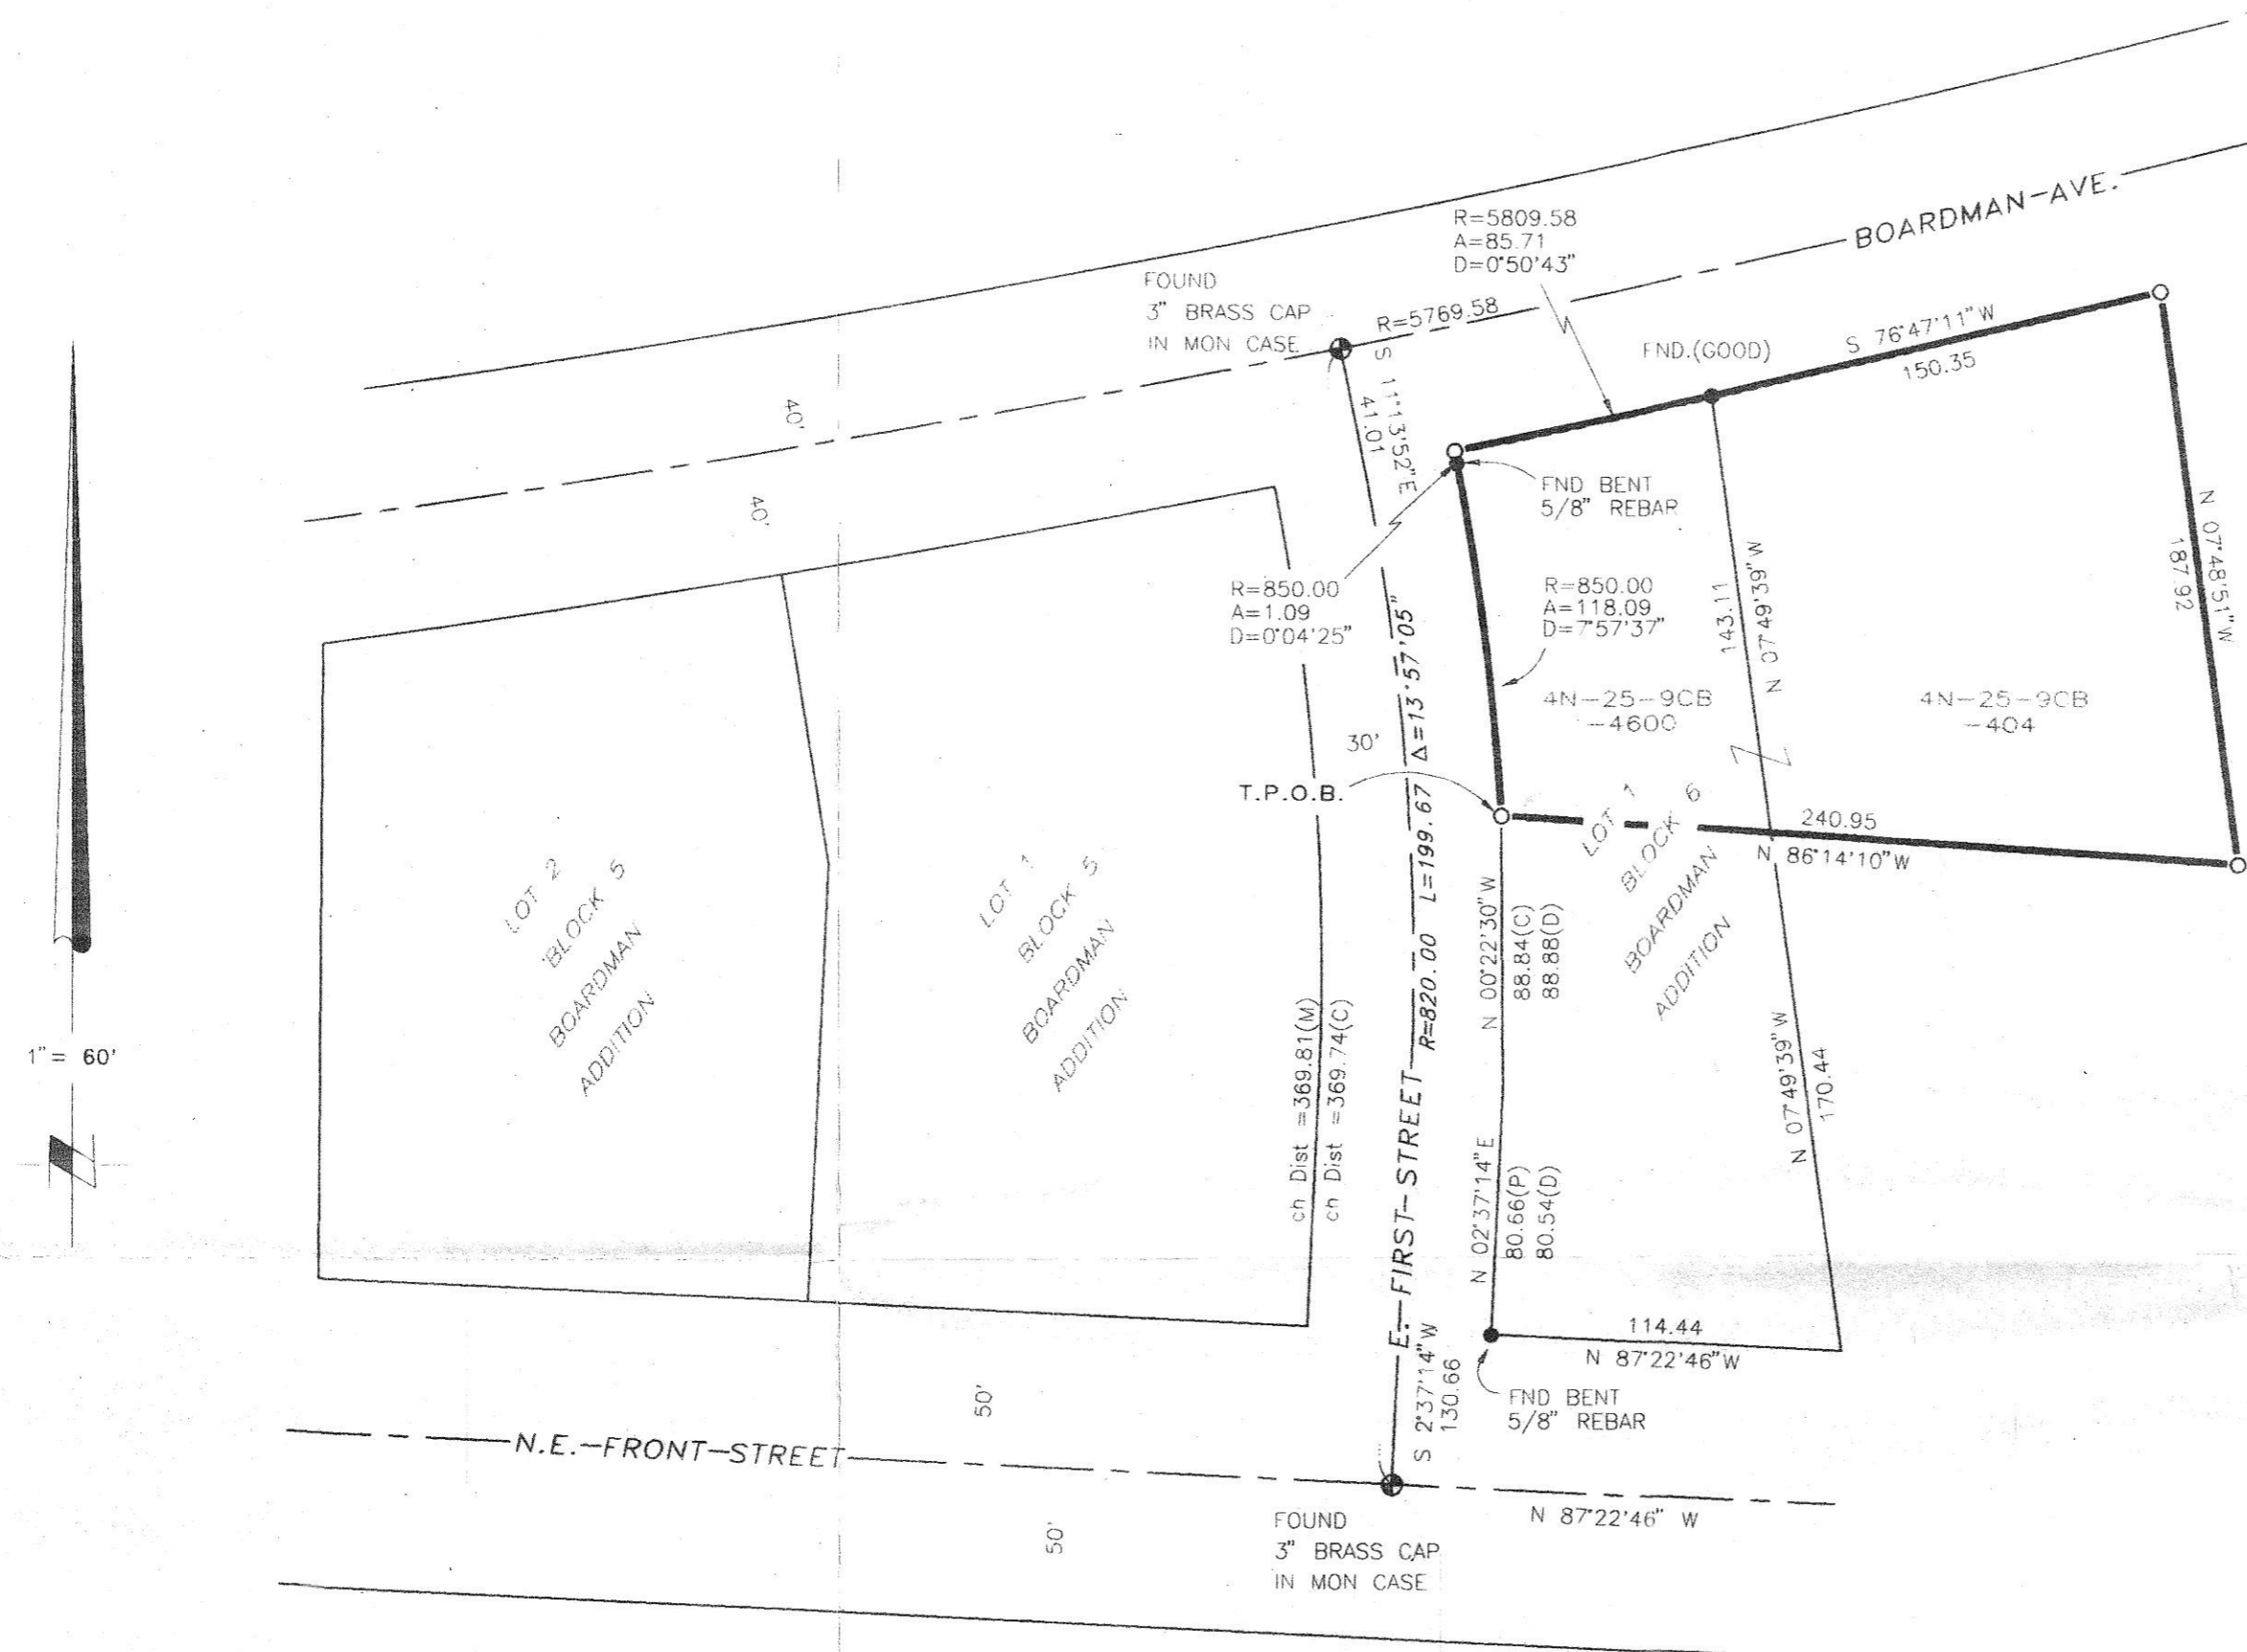 BOARDMAN-AVE.
R=5809.58
A=85.71
D=0°50'43"
FOUND
3" BRASS CAP
IN MON CASE
R=5769.58
S 11°13'52"E
41.01
FND.(GOOD)
S 76°47'11"W
150.35
40'
40'
FND BENT
5/8" REBAR
N 07°48'51"W
187.92
R=850.00
A=1.09
D=0°04'25"
R=850.00
A=118.09
D=7°57'37"
143.11
N 07°49'39"W
4N-25-9CB
-4600
4N-25-9CB
-404
30'
T.P.O.B.
E.-FIRST-STREET R=820.00 L=199.67 Δ=13°57'05"
240.95
N 86°14'10"W
LOT 2
BLOCK 5
BOARDMAN
ADDITION
LOT 1
BLOCK 5
BOARDMAN
ADDITION
LOT 1
BLOCK 6
BOARDMAN
ADDITION
N 00°22'30"W
88.84(C)
88.88(D)
1"= 60'
ch Dist =369.81(M)
ch Dist =369.74(C)
N 02°37'14"E
80.66(P)
80.54(D)
N 07°49'39"W
170.44
114.44
N 87°22'46"W
S 2°37'14"W
130.66
FND BENT
5/8" REBAR
50'
N.E.-FRONT-STREET
50'
N 87°22'46" W
FOUND
3" BRASS CAP
IN MON CASE